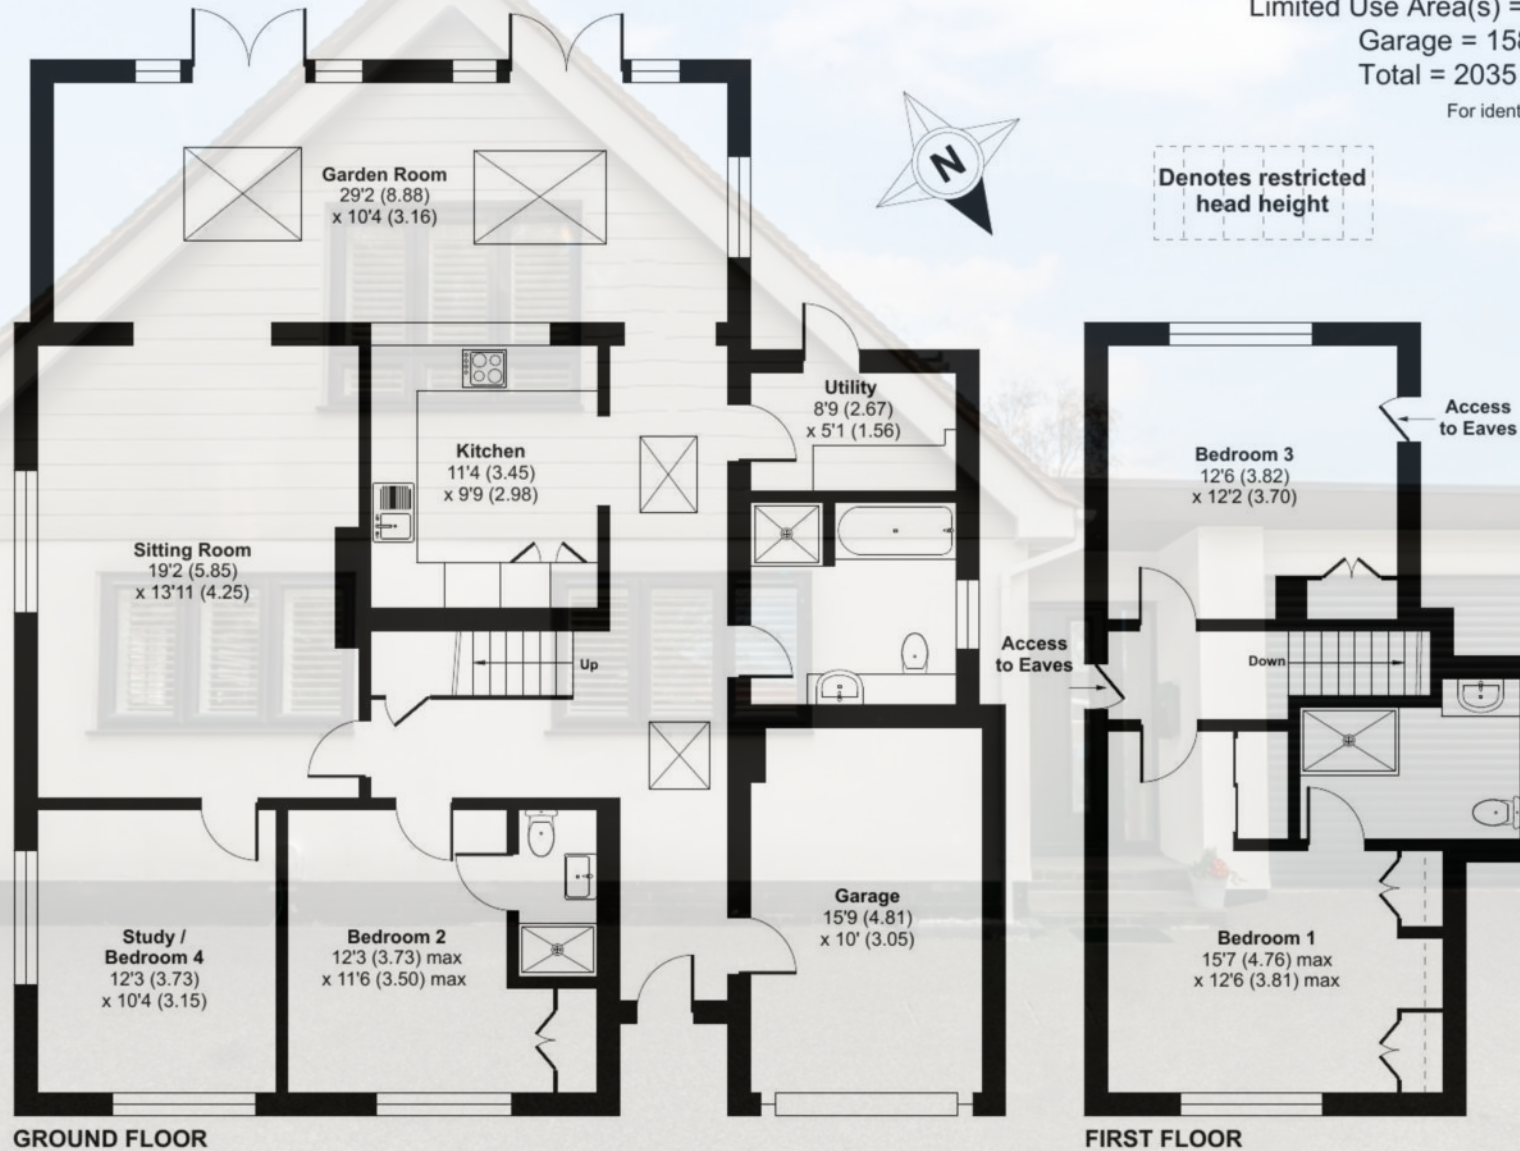 Limited Use Area(s) =
Garage = 158
Total = 2035
For ident
N
Denotes restricted
head height
Garden Room
29'2 (8.88)
x 10'4 (3.16)
Utility
8'9 (2.67)
x 5'1 (1.56)
Kitchen
11'4 (3.45)
x 9'9 (2.98)
Sitting Room
19'2 (5.85)
x 13'11 (4.25)
Up
Study /
Bedroom 4
12'3 (3.73)
x 10'4 (3.15)
Bedroom 2
12'3 (3.73) max
x 11'6 (3.50) max
Garage
15'9 (4.81)
x 10' (3.05)
GROUND FLOOR
Bedroom 3
12'6 (3.82)
x 12'2 (3.70)
Access
to Eaves
Access
to Eaves
Down
Bedroom 1
15'7 (4.76) max
x 12'6 (3.81) max
FIRST FLOOR